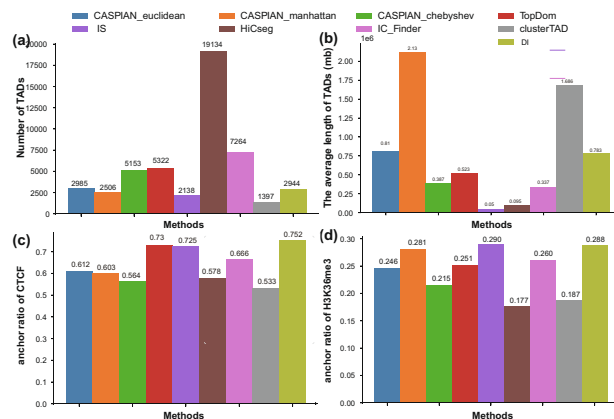 CASPIAN_euclidean CASPIAN_manhattan CASPIAN_chebyshev TopDom
IS HiCseg IC_Finder clusterTAD DI
(a)
Number of TADs
20000
17500
15000
12500
10000
7500
5000
2500
0
2985 2506 5153 5322 2138 19134 7264 1397 2944
Methods
(b)
1e6
The average length of TADs (mb)
2.00
1.75
1.50
1.25
1.00
0.75
0.50
0.25
0.00
0.81 2.13 0.387 0.523 0.05 0.095 0.337 1.686 0.783
Methods
(c)
anchor ratio of CTCF
0.7
0.6
0.5
0.4
0.3
0.2
0.1
0.0
0.612 0.603 0.564 0.73 0.725 0.578 0.666 0.533 0.752
Methods
(d)
anchor ratio of H3K36me3
0.30
0.25
0.20
0.15
0.10
0.05
0.00
0.246 0.281 0.215 0.251 0.290 0.177 0.260 0.187 0.288
Methods